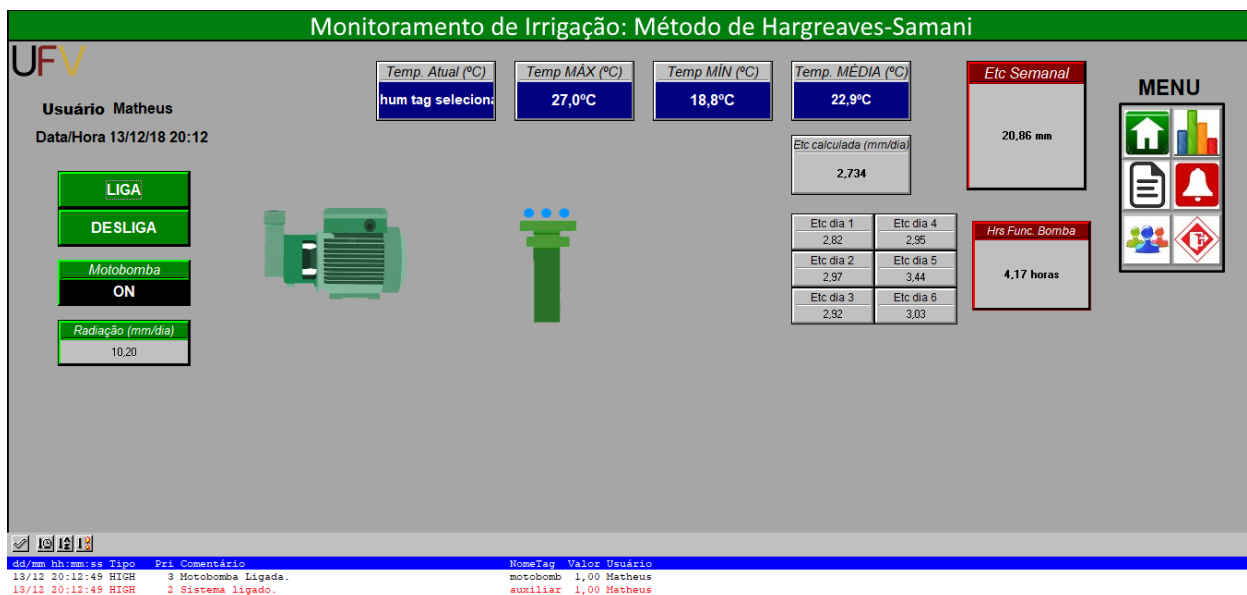 Monitoramento de Irrigação: Método de Hargreaves-Samani
UFV
Usuário Matheus
Data/Hora 13/12/18 20:12
LIGA
DESLIGA
Motobomba
ON
Radiação (mm/dia)
10,20
Temp. Atual (ºC)
hum tag selecion
Temp MÁX (ºC)
27,0ºC
Temp MÍN (ºC)
18,8ºC
Temp. MÉDIA (ºC)
22,9ºC
Etc calculada (mm/dia)
2,734
Etc dia 1 Etc dia 4
2,82 2,95
Etc dia 2 Etc dia 5
2,97 3,44
Etc dia 3 Etc dia 6
2,92 3,03
Etc Semanal
20,86 mm
Hrs Func. Bomba
4,17 horas
MENU
dd/mm hh:mm:ss Tipo Pri Comentário NomeTag Valor Usuário
13/12 20:12:49 HIGH 3 Motobomba Ligada. motobomb 1,00 Matheus
13/12 20:12:49 HIGH 2 Sistema ligado. auxiliar 1,00 Matheus